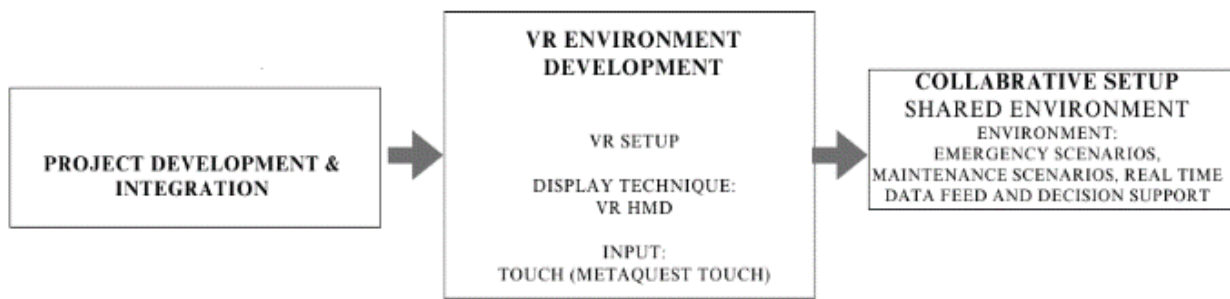 PROJECT DEVELOPMENT &
INTEGRATION
VR ENVIRONMENT
DEVELOPMENT
VR SETUP
DISPLAY TECHNIQUE:
VR HMD
INPUT:
TOUCH (METAQUEST TOUCH)
COLLABRATIVE SETUP
SHARED ENVIRONMENT
ENVIRONMENT:
EMERGENCY SCENARIOS,
MAINTENANCE SCENARIOS, REAL TIME
DATA FEED AND DECISION SUPPORT